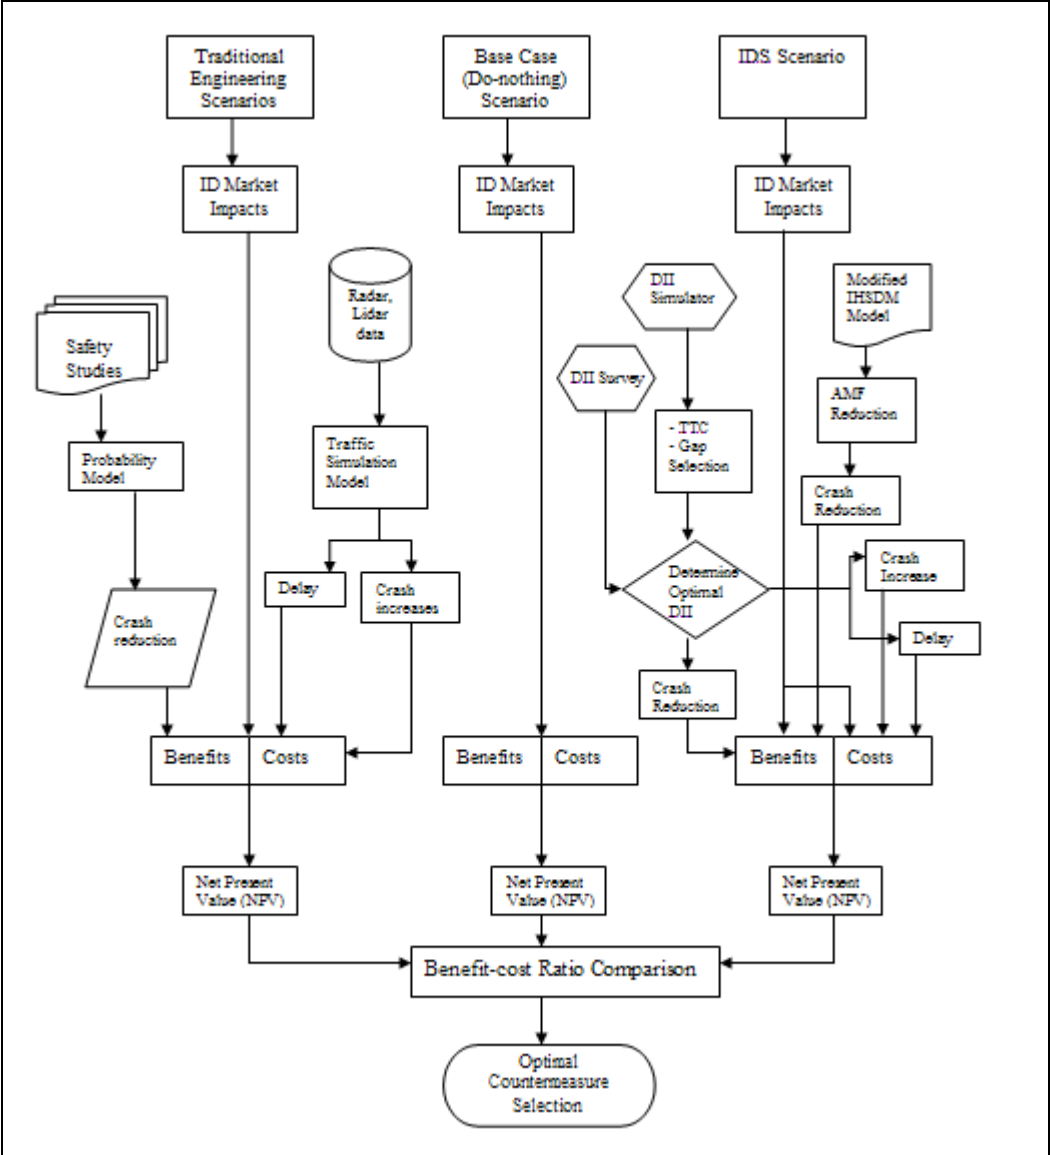 Traditional
Engineering
Scenarios
Base Case
(Do-nothing)
Scenario
IDS. Scenario
ID Market
Impacts
ID Market
Impacts
ID Market
Impacts
Safety
Studies
Radar,
Lidar
data
DII
Simulator
Modified
IHSDM
Model
DII Survey
AMF
Reduction
- TTC
- Gap
Selection
Probability
Model
Traffic
Simulation
Model
Crash
Reduction
Crash
Increase
Delay
Crash
increases
Determine
Optimal
DII
Crash
reduction
Delay
Crash
Reduction
Benefits Costs
Benefits Costs
Benefits Costs
Net Present
Value (NPV)
Net Present
Value (NPV)
Net Present
Value (NPV)
Benefit-cost Ratio Comparison
Optimal
Countermeasure
Selection